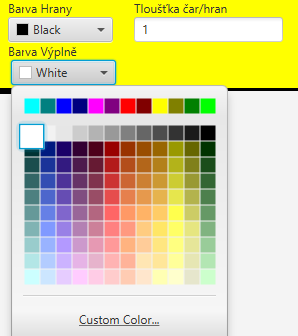 Barva Hrany
Tloušťka čar/hran
Black
1
Barva Výplně
White
Custom Color...